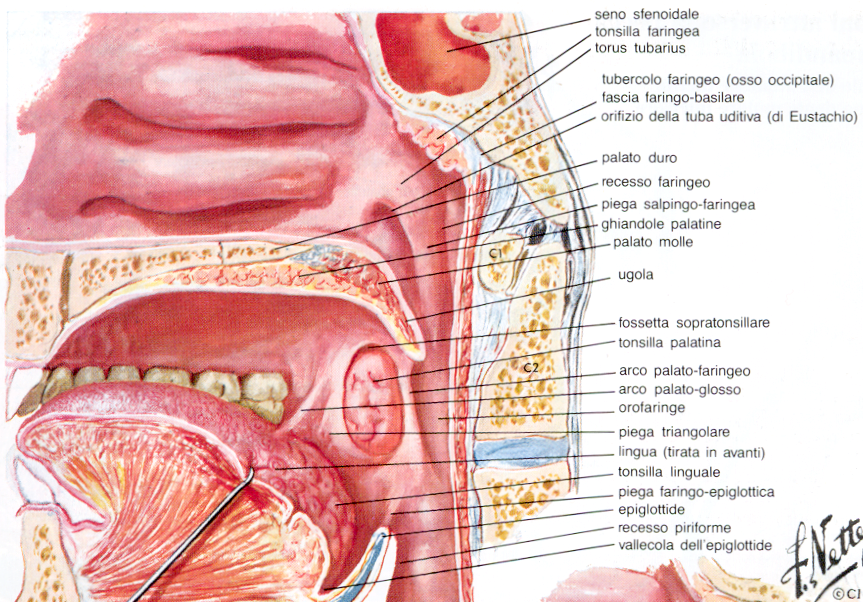 seno sfenoidale
tonsilla faringea
torus tubarius
tubercolo faringeo (osso occipitale)
fascia faringo-basilare
orifizio della tuba uditiva (di Eustachio)
palato duro
recesso faringeo
piega salpingo-faringea
ghiandole palatine
palato molle
C1
ugola
fossetta sopratonsillare
tonsilla palatina
C2
arco palato-faringeo
arco palato-glosso
orofaringe
piega triangolare
lingua (tirata in avanti)
tonsilla linguale
piega faringo-epiglottica
epiglottide
recesso piriforme
vallecola dell'epiglottide
F. Nette
© CI